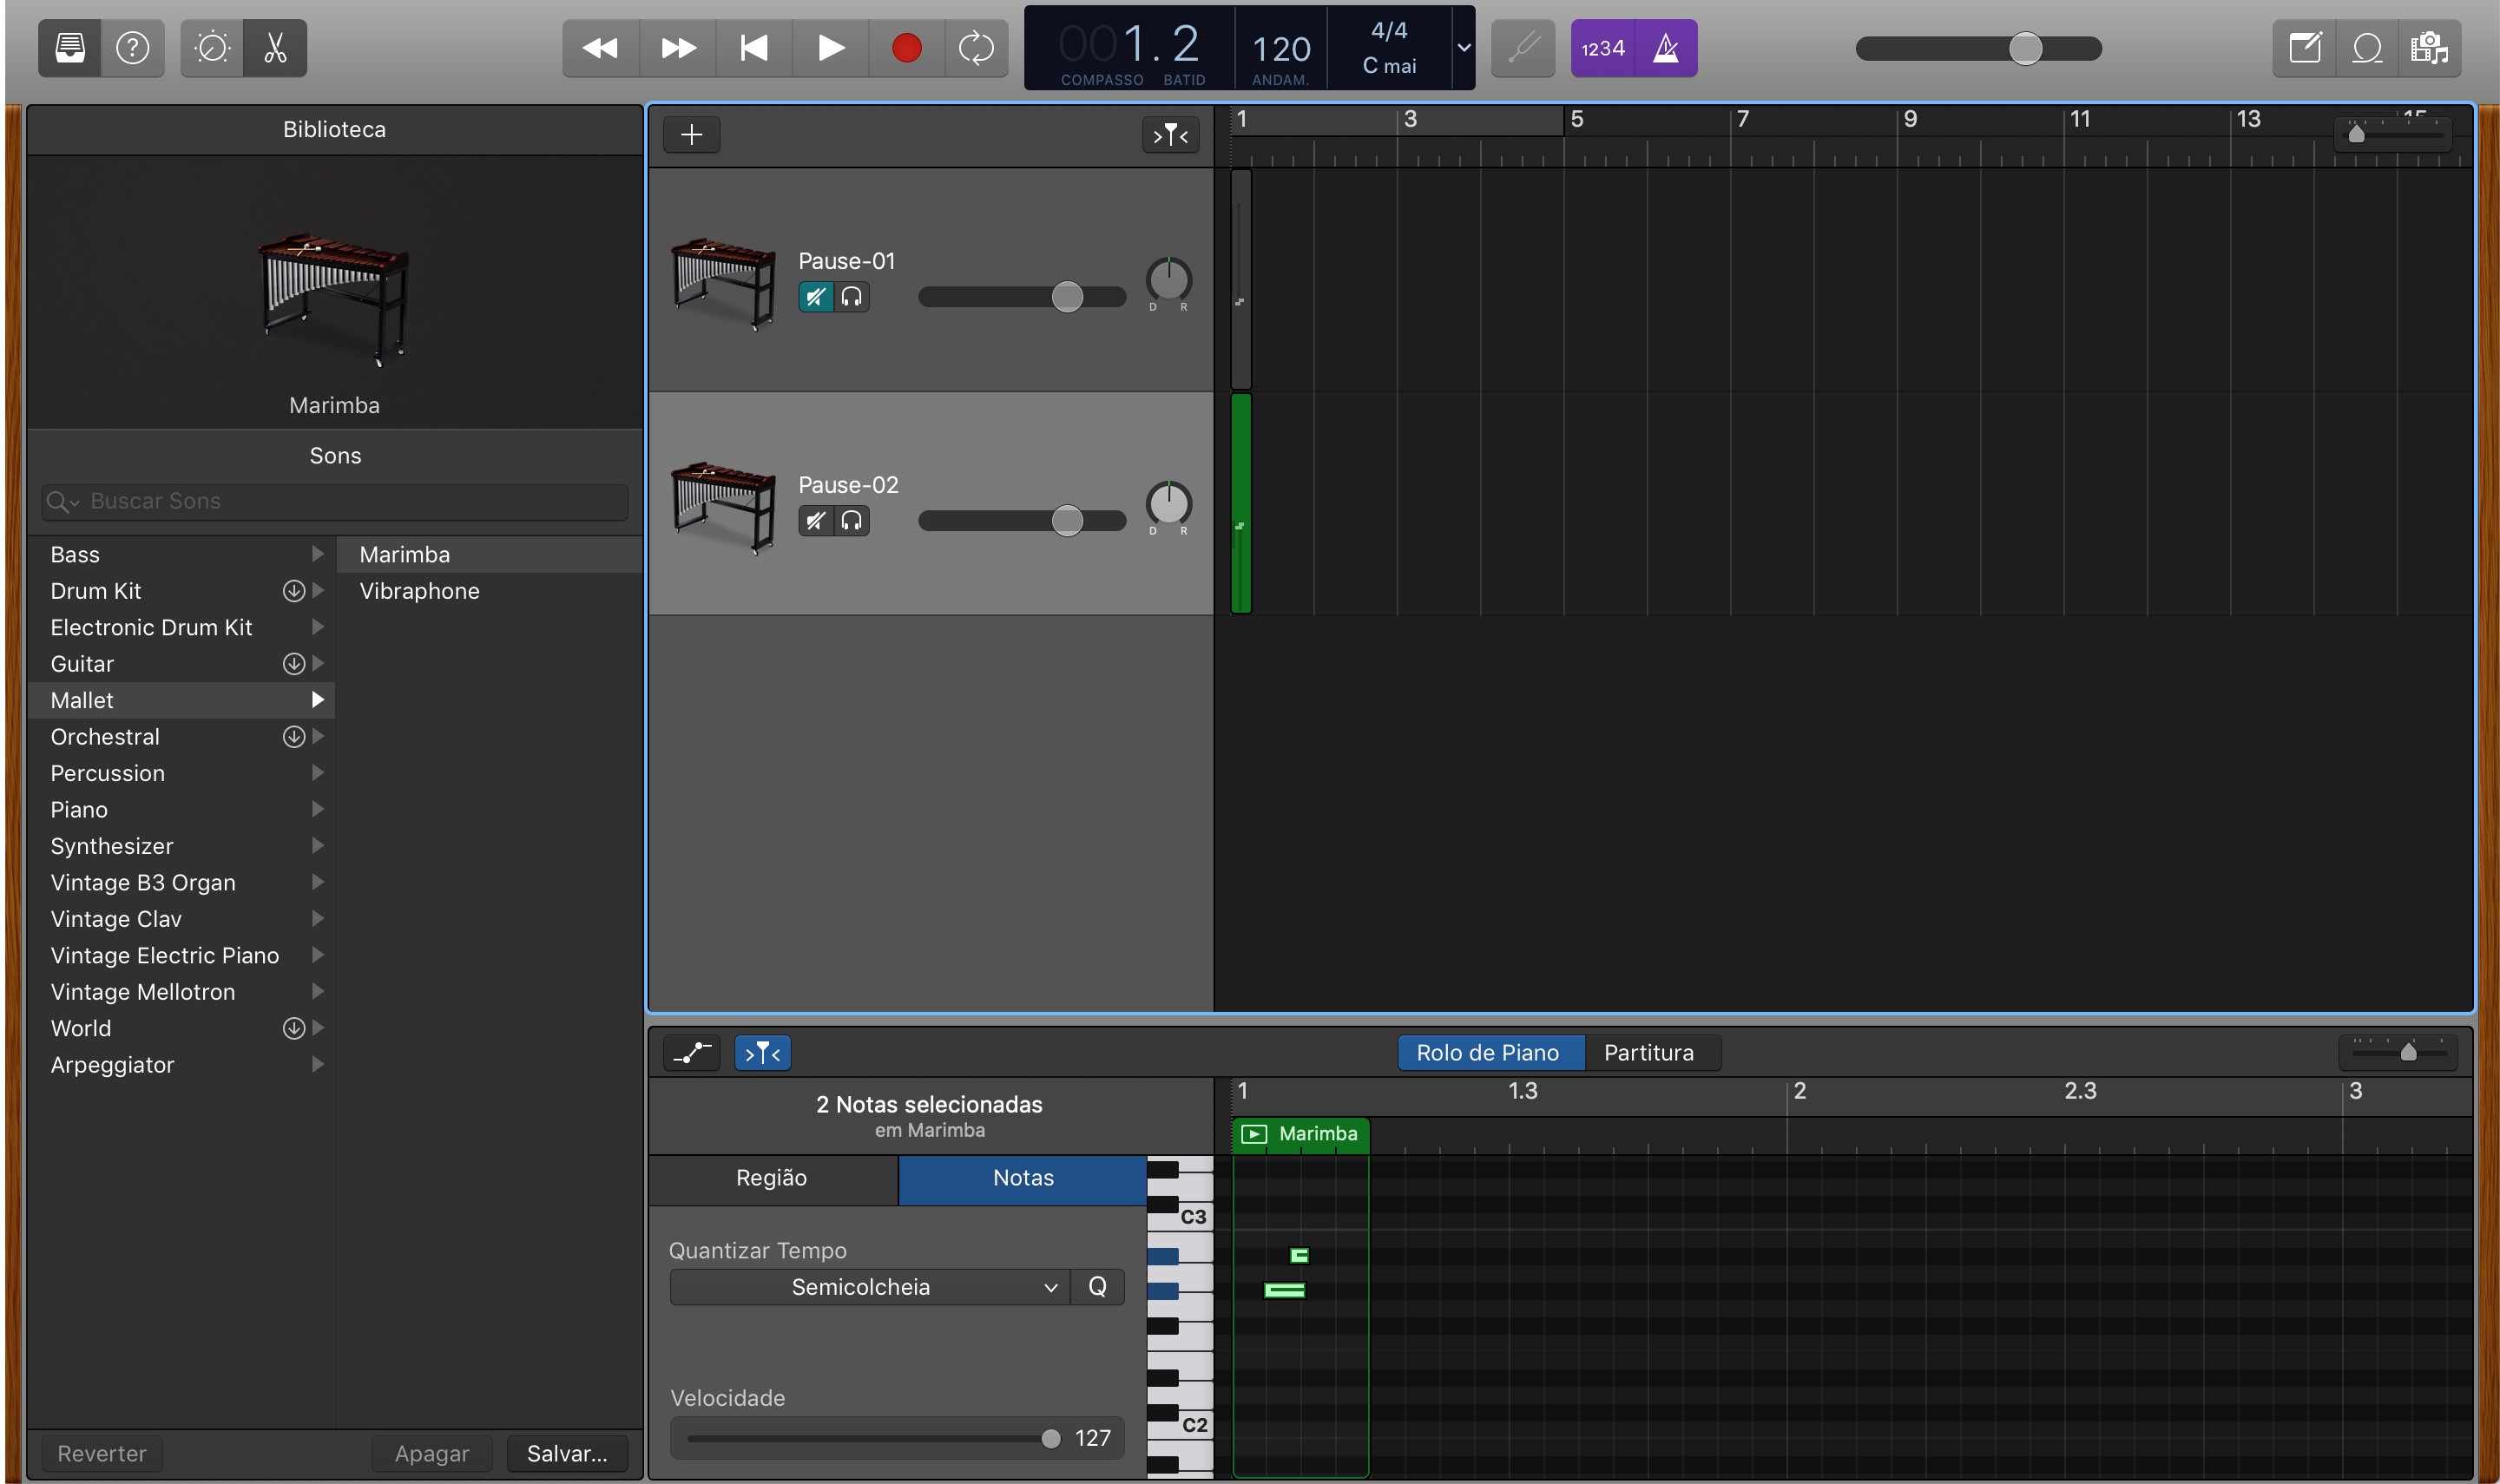 001. 2
COMPASSO BATID
120
ANDAM.
4/4
C mai
1234
Biblioteca
Marimba
Sons
Buscar Sons
Bass
Drum Kit
Electronic Drum Kit
Guitar
Mallet
Orchestral
Percussion
Piano
Synthesizer
Vintage B3 Organ
Vintage Clav
Vintage Electric Piano
Vintage Mellotron
World
Arpeggiator
Marimba
Vibraphone
Reverter Apagar Salvar...
1 3 5 7 9 11 13 15
Pause-01
D R
Pause-02
D R
Rolo de Piano Partitura
2 Notas selecionadas
em Marimba
Região Notas
Quantizar Tempo
Semicolcheia Q
Velocidade
127
1 1.3 2 2.3 3
Marimba
C3
C2